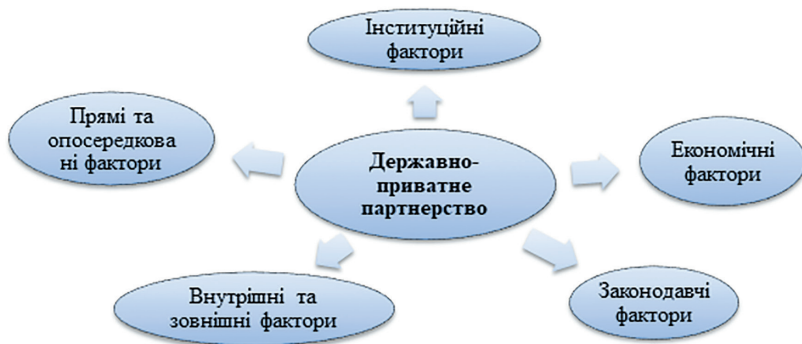 Інституційні
фактори
Прямі та
опосередкова
ні фактори
Державно-
приватне
партнерство
Економічні
фактори
Внутрішні та
зовнішні фактори
Законодавчі
фактори